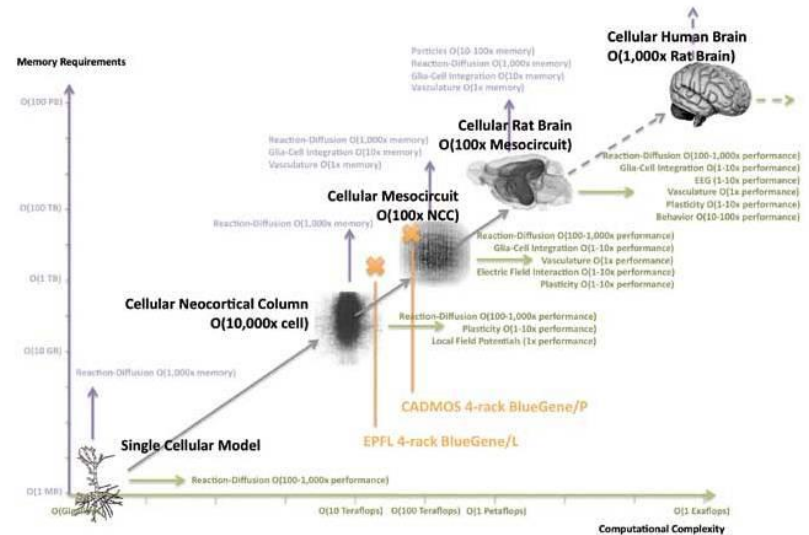 Cellular Human Brain
O(1,000x Rat Brain)
Memory Requirements
Particles O(10-100x memory)
Reaction-Diffusion O(1,000x memory)
Glia-Cell Integration O(10x memory)
Vasculature O(1x memory)
O(100 PB)
Cellular Rat Brain
O(100x Mesocircuit)
Reaction-Diffusion O(1,000x memory)
Glia-Cell Integration O(10x memory)
Vasculature O(1x memory)
Reaction-Diffusion O(100-1,000x performance)
Glia-Cell Integration O(1-10x performance)
EEG (1-10x performance)
Vasculature O(1x performance)
Plasticity O(1-10x performance)
Behavior O(10-100x performance)
Cellular Mesocircuit
O(100x NCC)
O(100 TB)
Reaction-Diffusion O(1,000x memory)
Reaction-Diffusion O(100-1,000x performance)
Glia-Cell Integration O(1-10x performance)
Vasculature O(1x performance)
Electric Field Interaction O(1-10x performance)
Plasticity O(1-10x performance)
O(1 TB)
Cellular Neocortical Column
O(10,000x cell)
Reaction-Diffusion O(100-1,000x performance)
Plasticity O(1-10x performance)
Local Field Potentials (1x performance)
O(10 GB)
Reaction-Diffusion O(1,000x memory)
CADMOS 4-rack BlueGene/P
EPFL 4-rack BlueGene/L
Single Cellular Model
Reaction-Diffusion O(100-1,000x performance)
O(1 MB)
O(10 Teraflops)
O(100 Teraflops)
O(1 Petaflops)
O(1 Exaflops)
Computational Complexity